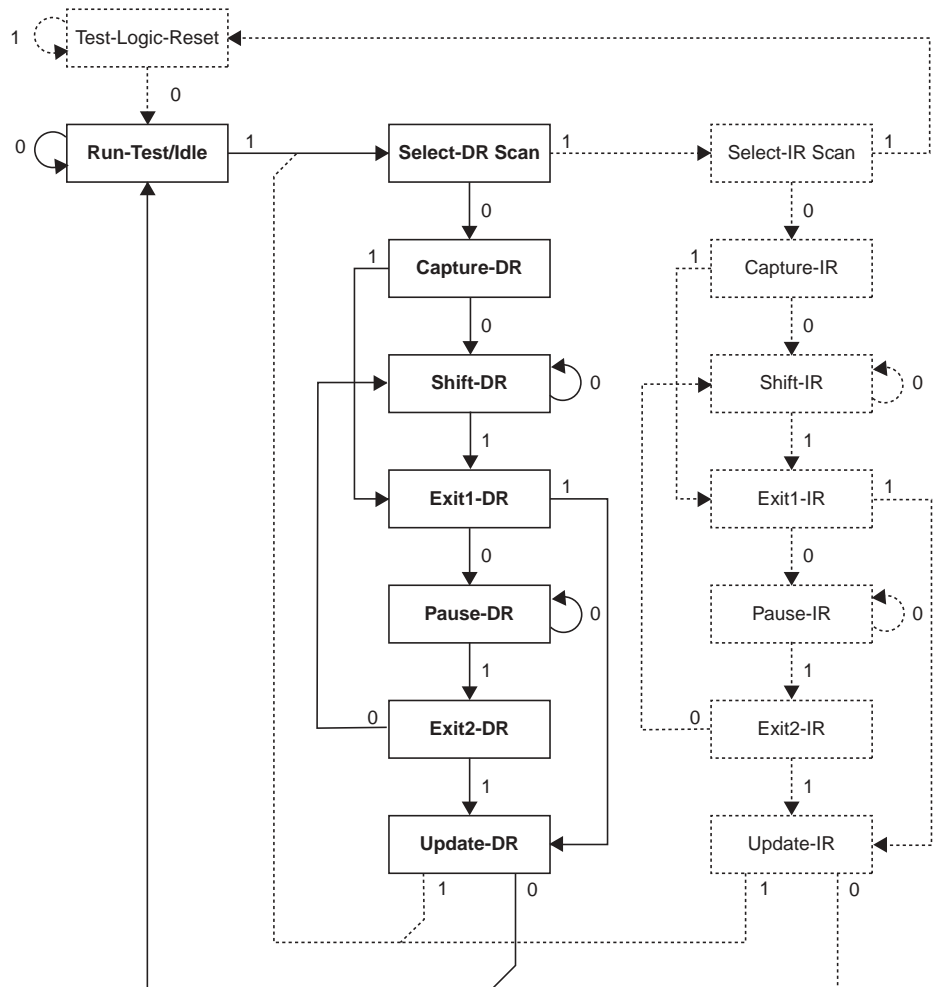 1
Test-Logic-Reset
0
0
Run-Test/Idle
1
Select-DR Scan
1
Select-IR Scan
1
0
0
1
Capture-DR
1
Capture-IR
0
0
Shift-DR
0
Shift-IR
0
1
1
Exit1-DR
1
Exit1-IR
1
0
0
Pause-DR
0
Pause-IR
0
1
1
0
Exit2-DR
0
Exit2-IR
1
1
Update-DR
Update-IR
1
0
1
0